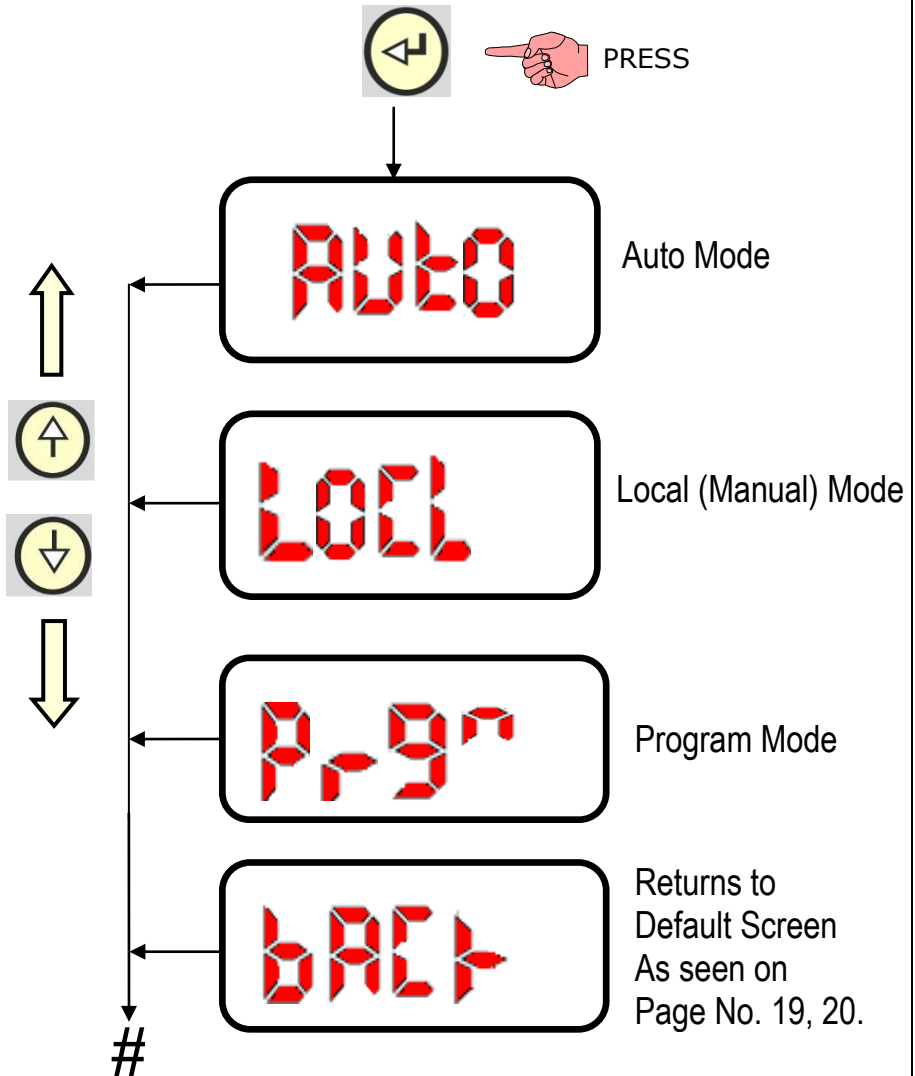 PRESS
AUtO
Auto Mode
LOCL
Local (Manual) Mode
Prgn
Program Mode
bACk
Returns to
Default Screen
As seen on
Page No. 19, 20.
#